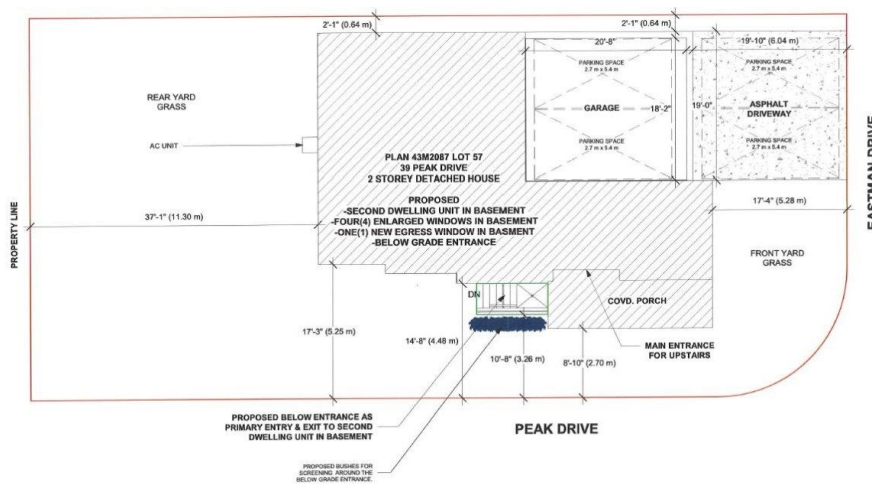 2'-1" (0.64 m)
2'-1" (0.64 m)
20'-8"
19'-10" (6.04 m)
PARKING SPACE
2.7 m x 5.4 m
PARKING SPACE
2.7 m x 5.4 m
REAR YARD
GRASS
GARAGE
18'-2"
19'-0"
ASPHALT
DRIVEWAY
EASTMAN DRIVE
AC UNIT
PARKING SPACE
2.7 m x 5.4 m
PARKING SPACE
2.7 m x 5.4 m
PLAN 43M2087 LOT 57
39 PEAK DRIVE
2 STOREY DETACHED HOUSE
PROPOSED
-SECOND DWELLING UNIT IN BASEMENT
-FOUR(4) ENLARGED WINDOWS IN BASEMENT
-ONE(1) NEW EGRESS WINDOW IN BASMENT
-BELOW GRADE ENTRANCE
37'-1" (11.30 m)
17'-4" (5.28 m)
PROPERTY LINE
FRONT YARD
GRASS
DN
COVD. PORCH
17'-3" (5.25 m)
14'-8" (4.48 m)
10'-8" (3.26 m)
8'-10" (2.70 m)
MAIN ENTRANCE
FOR UPSTAIRS
PROPOSED BELOW ENTRANCE AS
PRIMARY ENTRY & EXIT TO SECOND
DWELLING UNIT IN BASEMENT
PEAK DRIVE
PROPOSED BUSHES FOR
SCREENING AROUND THE
BELOW GRADE ENTRANCE.